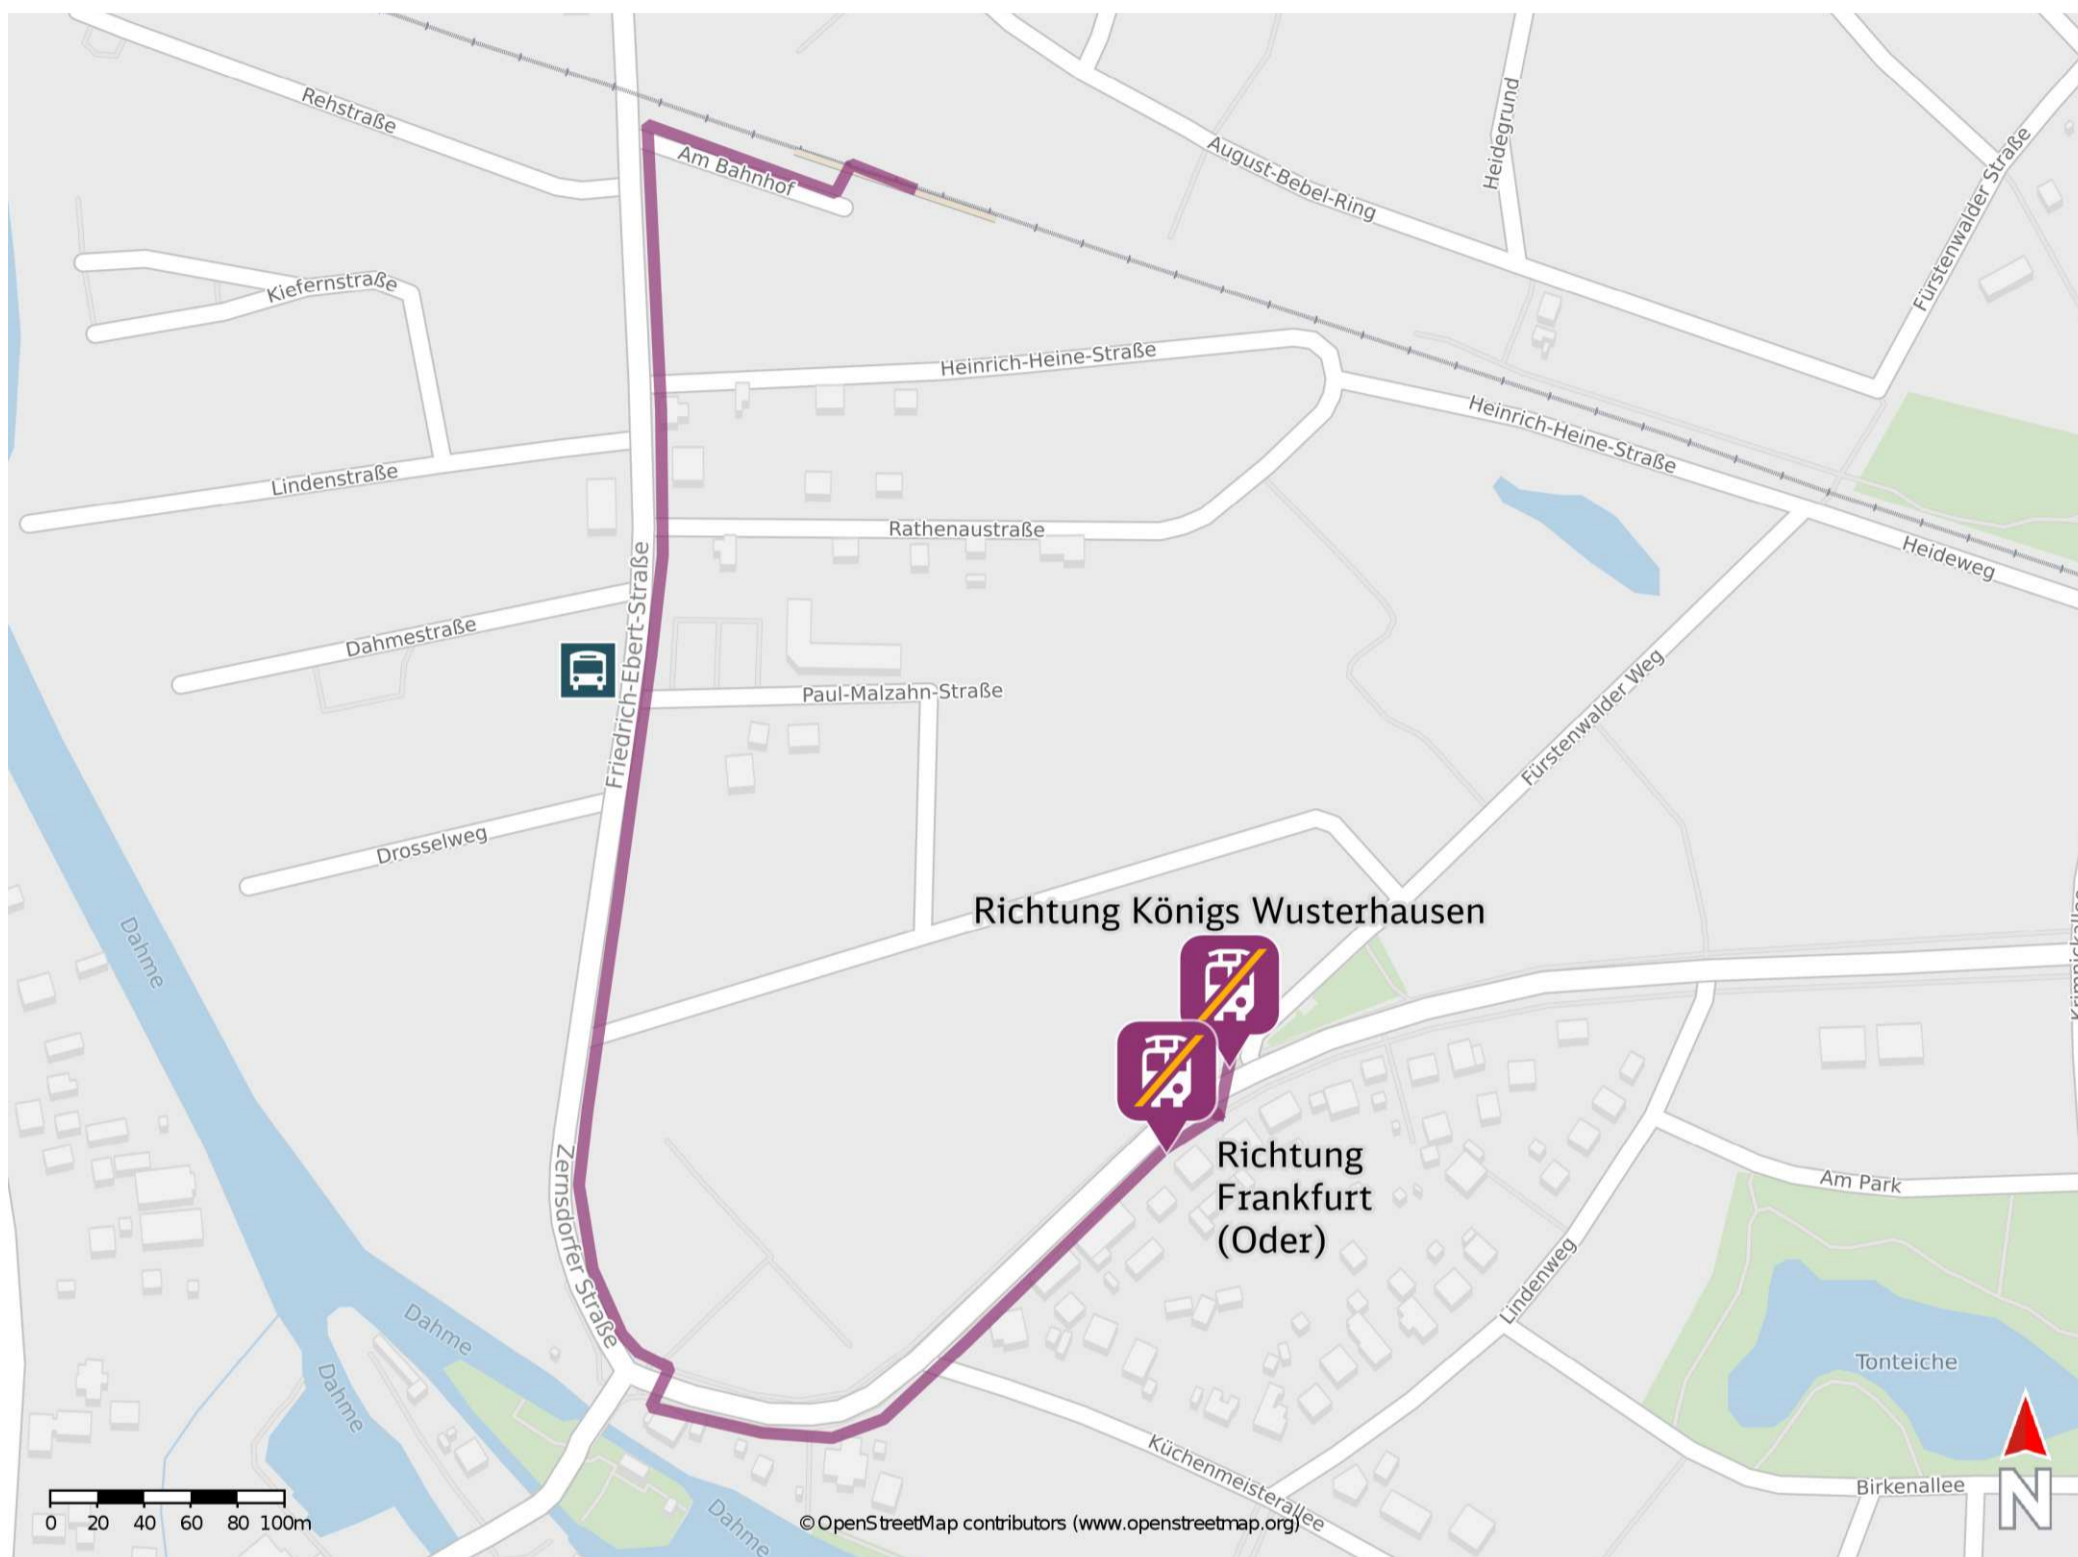 Rehstraße
Am Bahnhof
August-Bebel-Ring
Heidegrund
Fürstenwalder Straße
Kiefernstraße
Heinrich-Heine-Straße
Heinrich-Heine-Straße
Lindenstraße
Rathenaustraße
Heideweg
Friedrich-Ebert-Straße
Dahmestraße
Paul-Malzahn-Straße
Fürstenwalder Weg
Drosselweg
Richtung Königs Wusterhausen
Dahme
Zernsdorfer Straße
Richtung
Frankfurt
(Oder)
Am Park
Lindenweg
Dahme
Dahme
Tonteiche
Küchenmeisterallee
Birkenallee
N
0 20 40 60 80 100m
Dahme
© OpenStreetMap contributors (www.openstreetmap.org)